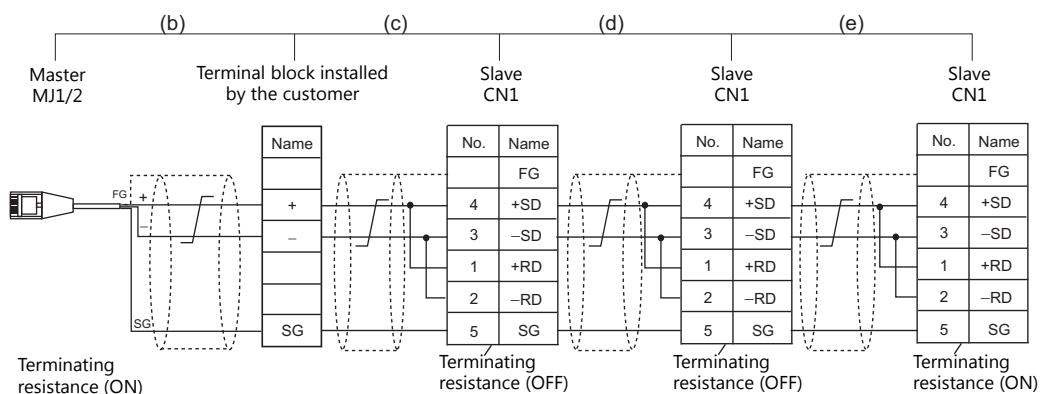 (b) (c) (d) (e)
Master
MJ1/2
Terminal block installed
by the customer
Slave
CN1
Slave
CN1
Slave
CN1
FG
+
−
SG
Name
+
−
SG
No. Name
FG
4 +SD
3 −SD
1 +RD
2 −RD
5 SG
No. Name
FG
4 +SD
3 −SD
1 +RD
2 −RD
5 SG
No. Name
FG
4 +SD
3 −SD
1 +RD
2 −RD
5 SG
Terminating
resistance (ON)
Terminating
resistance (OFF)
Terminating
resistance (OFF)
Terminating
resistance (ON)